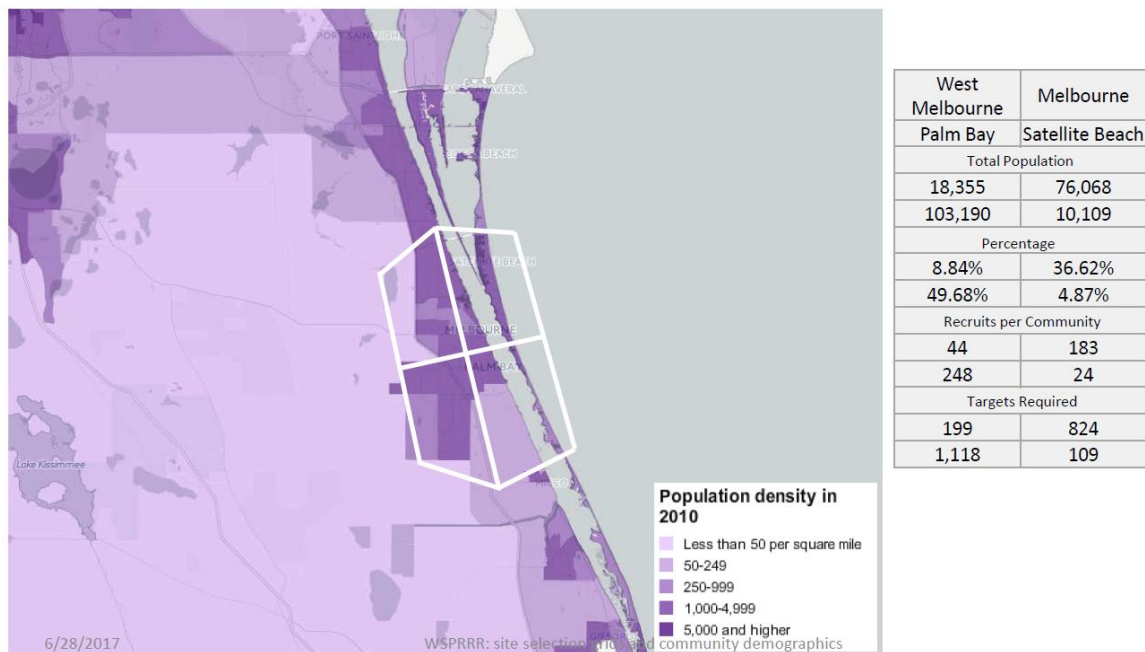 PORT SAINT JOHN
CAPE CANAVERAL
COCOA BEACH
SATELLITE BEACH
MELBOURNE
PALM BAY
Lake Kissimmee
MICCO
GIFFORD
Population density in
2010
Less than 50 per square mile
50-249
250-999
1,000-4,999
5,000 and higher
6/28/2017
WSPRRR: site selection grids and community demographics
West
Melbourne
Melbourne
Palm Bay
Satellite Beach
Total Population
18,355
76,068
103,190
10,109
Percentage
8.84%
36.62%
49.68%
4.87%
Recruits per Community
44
183
248
24
Targets Required
199
824
1,118
109